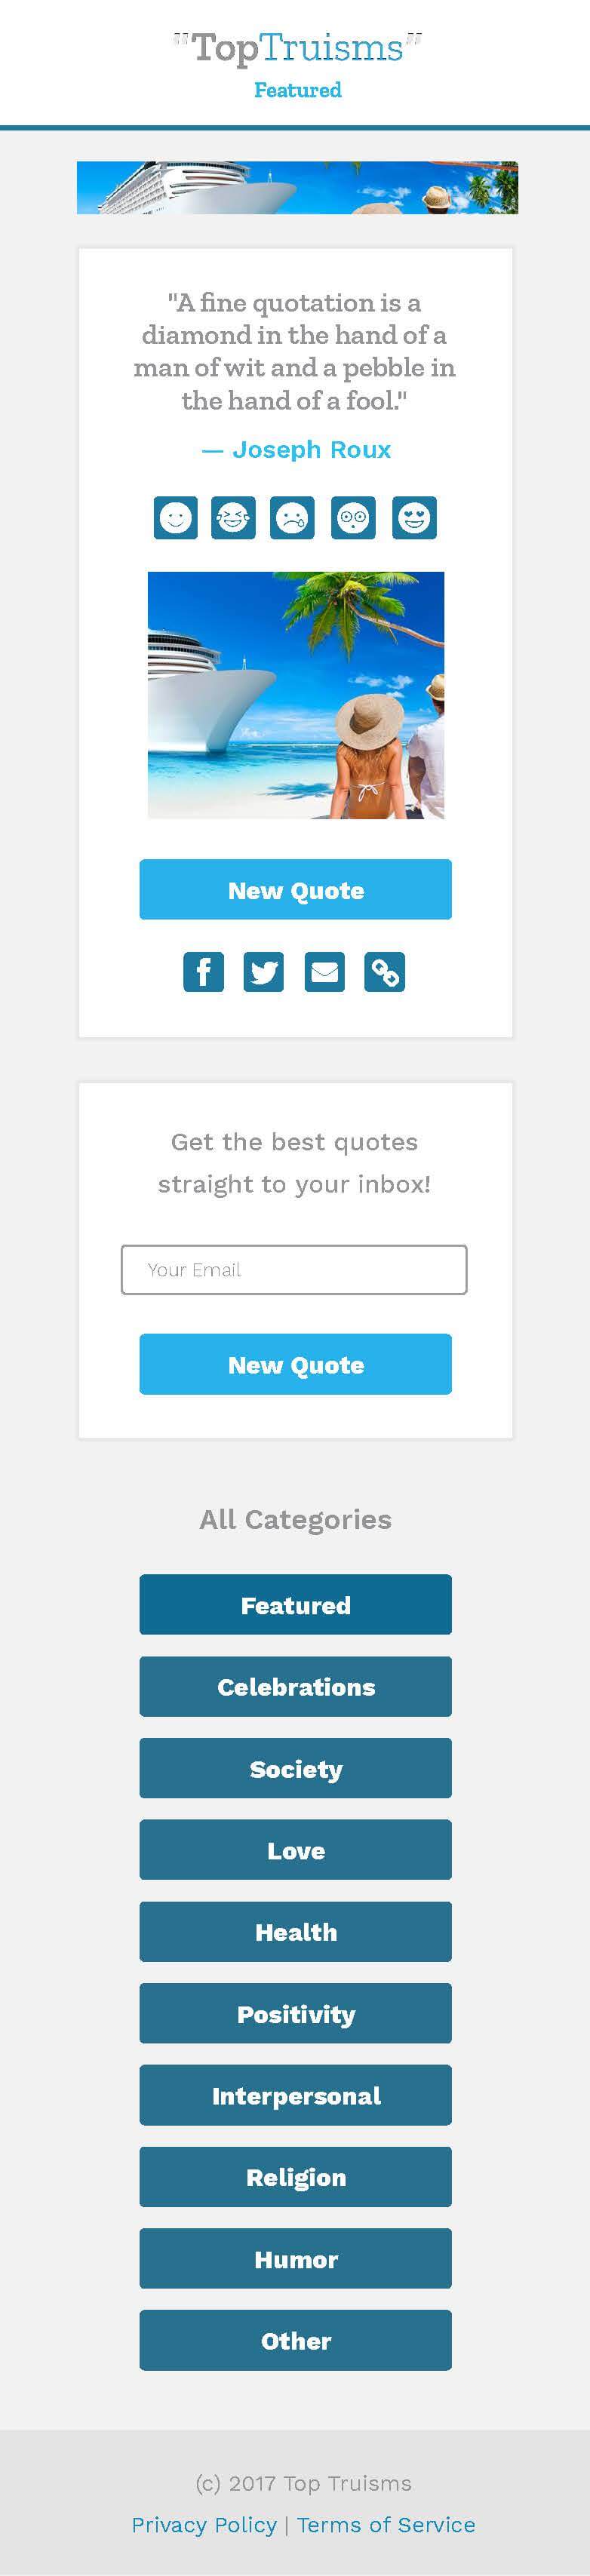 "TopTruisms"
Featured
"A fine quotation is a
diamond in the hand of a
man of wit and a pebble in
the hand of a fool."
— Joseph Roux
New Quote
Get the best quotes
straight to your inbox!
Your Email
New Quote
All Categories
Featured
Celebrations
Society
Love
Health
Positivity
Interpersonal
Religion
Humor
Other
(c) 2017 Top Truisms
Privacy Policy | Terms of Service